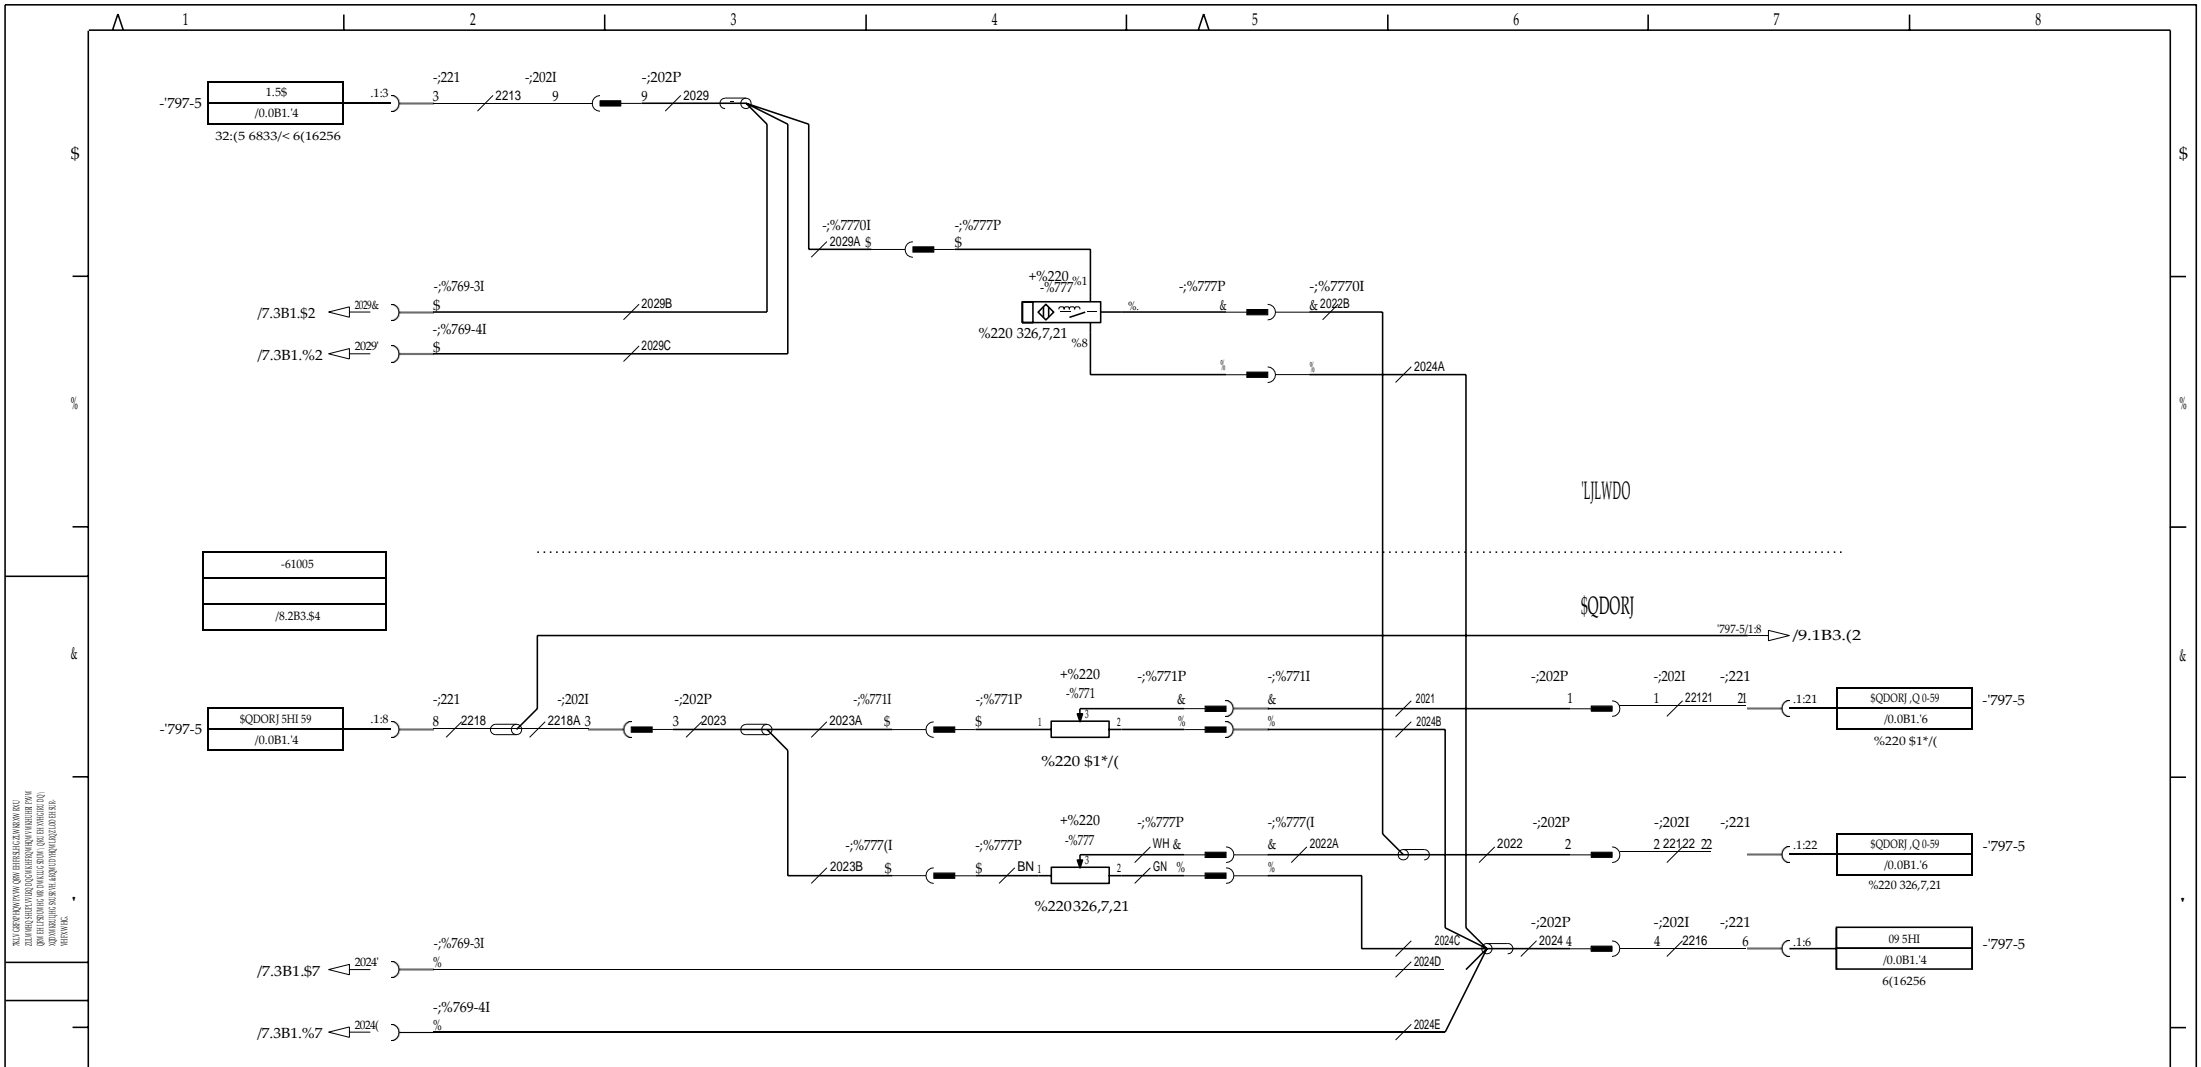 1 2 3 4 5 6 7 8
-;221 -;202I -;202P
-'797-5 1.5$ .1:3 3 2213 9 9 2029 -
/0.0B1.'4
32:(5 6833/< 6(16256
$ $
-;%7770I -;%777P
2029A $ $
+%220 %1
-%777
-;%769-3I -;%777P -;%7770I
/7.3B1.$2 2029& $ 2029B %. & & 2022B
-;%769-4I
%220 326,7,21 %8
/7.3B1.%2 2029' $ 2029C
% % 2024A
% %
'LJLWDO
-61005
/8.2B3.$4
$QDORJ
'797-5/1:8 /9.1B3.(2
& &
+%220 -;%771P -;%771I -;202P -;202I -;221
-;221 -;202I -;202P -;%771I -;%771P -%771
& & 2021 1 1 22121 21 .1:21 $QDORJ ,Q 0-59 -'797-5
/0.0B1.'6
%220 $1*/(
-'797-5 $QDORJ 5HI 59 .1:8 8 2218 2218A 3 3 2023 2023A $ $ 1 3 2 % % 2024B
/0.0B1.'4
%220 $1*/(
+%220 -;%777P -;%777(I -;202P -;202I -;221
-;%777(I -;%777P -%777
WH & & 2022A 2022 2 2 22122 22 .1:22 $QDORJ ,Q 0-59 -'797-5
/0.0B1.'6
%220 326,7,21
2023B $ $ BN 1 3 2 GN % %
%220326,7,21
' '
-;202P -;202I -;221
-;%769-3I 2024C 2024 4 4 2216 6 .1:6 09 5HI -'797-5
/0.0B1.'4
6(16256
/7.3B1.$7 2024' % 2024D
-;%769-4I
/7.3B1.%7 2024( % 2024E